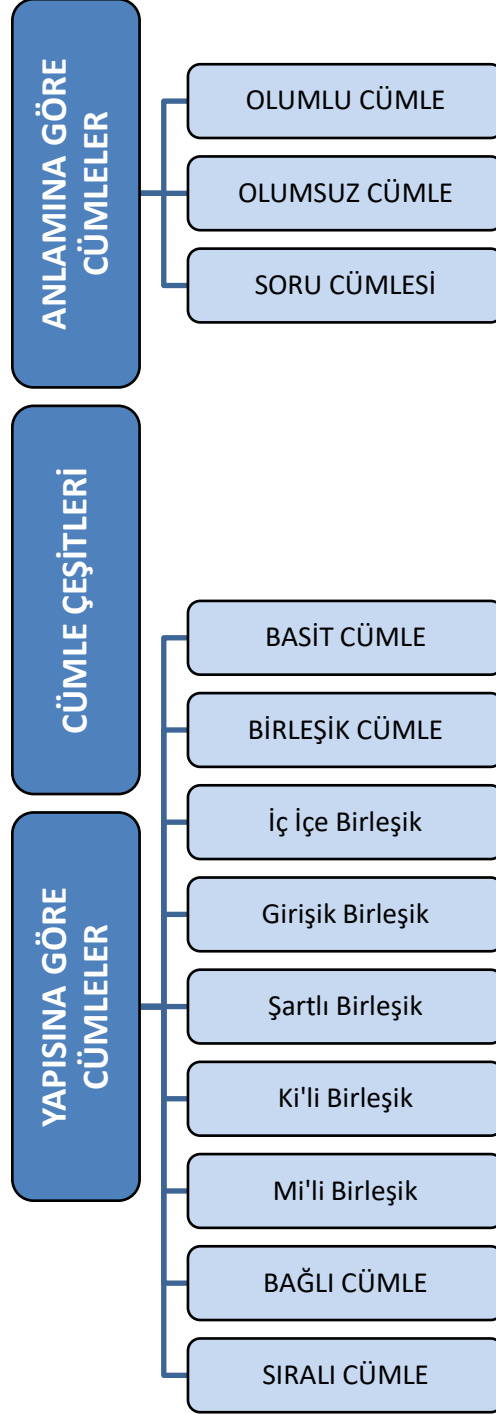 ANLAMINA GÖRE
CÜMLELER
OLUMLU CÜMLE
OLUMSUZ CÜMLE
SORU CÜMLESİ
CÜMLE ÇEŞİTLERİ
YAPISINA GÖRE
CÜMLELER
BASİT CÜMLE
BİRLEŞİK CÜMLE
İç İçe Birleşik
Girişik Birleşik
Şartlı Birleşik
Ki'li Birleşik
Mi'li Birleşik
BAĞLI CÜMLE
SIRALI CÜMLE